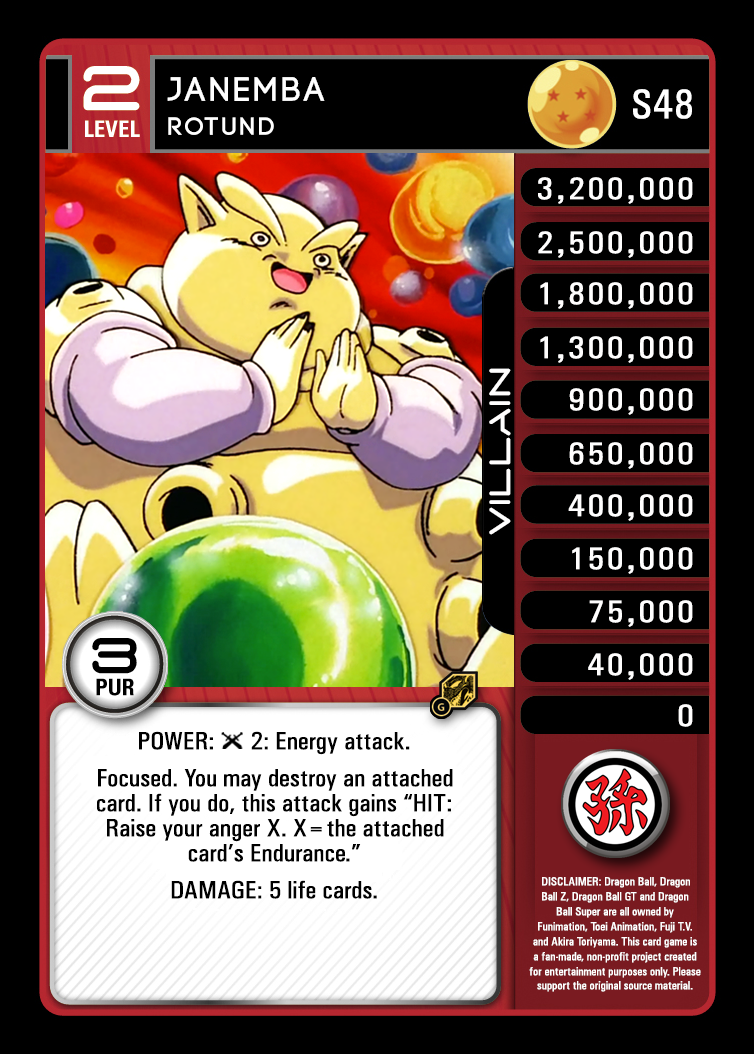 2
LEVEL
JANEMBA
ROTUND
S48
3,200,000
2,500,000
1,800,000
1,300,000
900,000
650,000
400,000
150,000
75,000
40,000
0
VILLAIN
3
PUR
G
POWER: 2: Energy attack.
Focused. You may destroy an attached
card. If you do, this attack gains “HIT:
Raise your anger X. X = the attached
card’s Endurance.”
DAMAGE: 5 life cards.
孫
DISCLAIMER: Dragon Ball, Dragon
Ball Z, Dragon Ball GT and Dragon
Ball Super are all owned by
Funimation, Toei Animation, Fuji T.V.
and Akira Toriyama. This card game is
a fan-made, non-profit project created
for entertainment purposes only. Please
support the original source material.